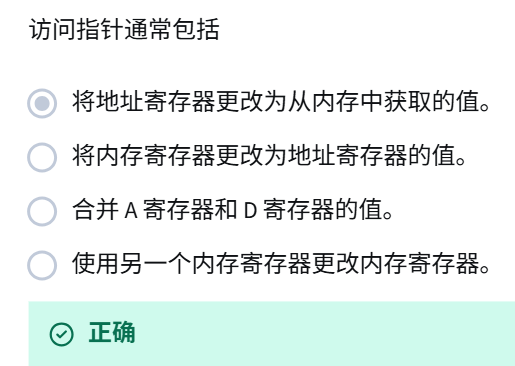 访问指针通常包括
将地址寄存器更改为从内存中获取的值。
将内存寄存器更改为地址寄存器的值。
合并 A 寄存器和 D 寄存器的值。
使用另一个内存寄存器更改内存寄存器。
正确